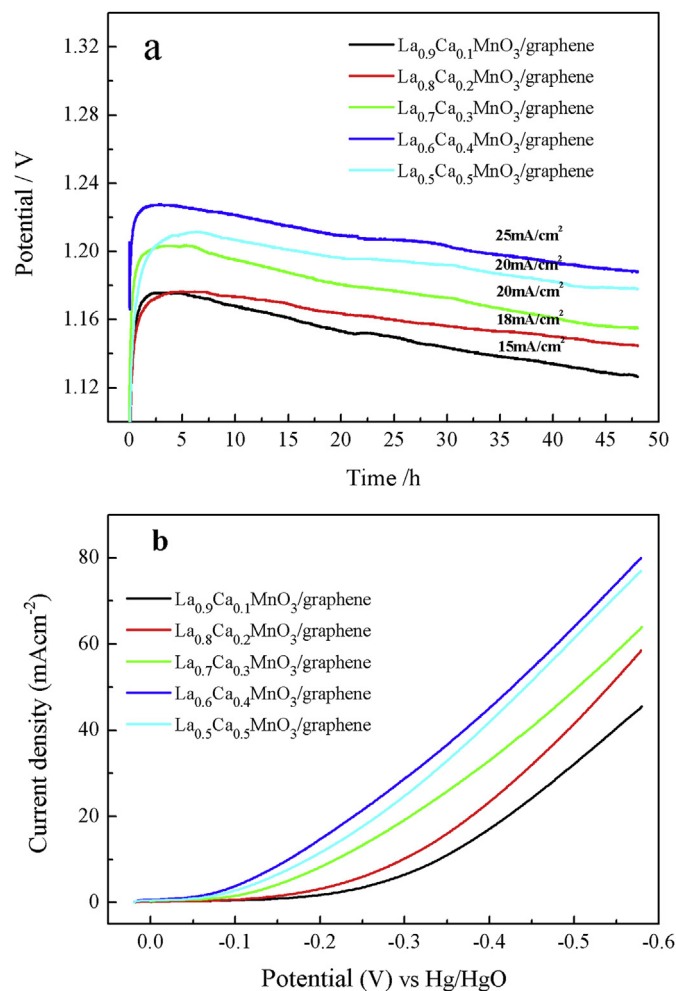 a
La₀.₉Ca₀.₁MnO₃/graphene
La₀.₈Ca₀.₂MnO₃/graphene
La₀.₇Ca₀.₃MnO₃/graphene
La₀.₆Ca₀.₄MnO₃/graphene
La₀.₅Ca₀.₅MnO₃/graphene
Potential / V
1.32
1.28
1.24
1.20
1.16
1.12
25mA/cm²
20mA/cm²
20mA/cm²
18mA/cm²
15mA/cm²
0 5 10 15 20 25 30 35 40 45 50
Time /h
b
La₀.₉Ca₀.₁MnO₃/graphene
La₀.₈Ca₀.₂MnO₃/graphene
La₀.₇Ca₀.₃MnO₃/graphene
La₀.₆Ca₀.₄MnO₃/graphene
La₀.₅Ca₀.₅MnO₃/graphene
Current density (mAcm⁻²)
80
60
40
20
0
0.0 -0.1 -0.2 -0.3 -0.4 -0.5 -0.6
Potential (V) vs Hg/HgO